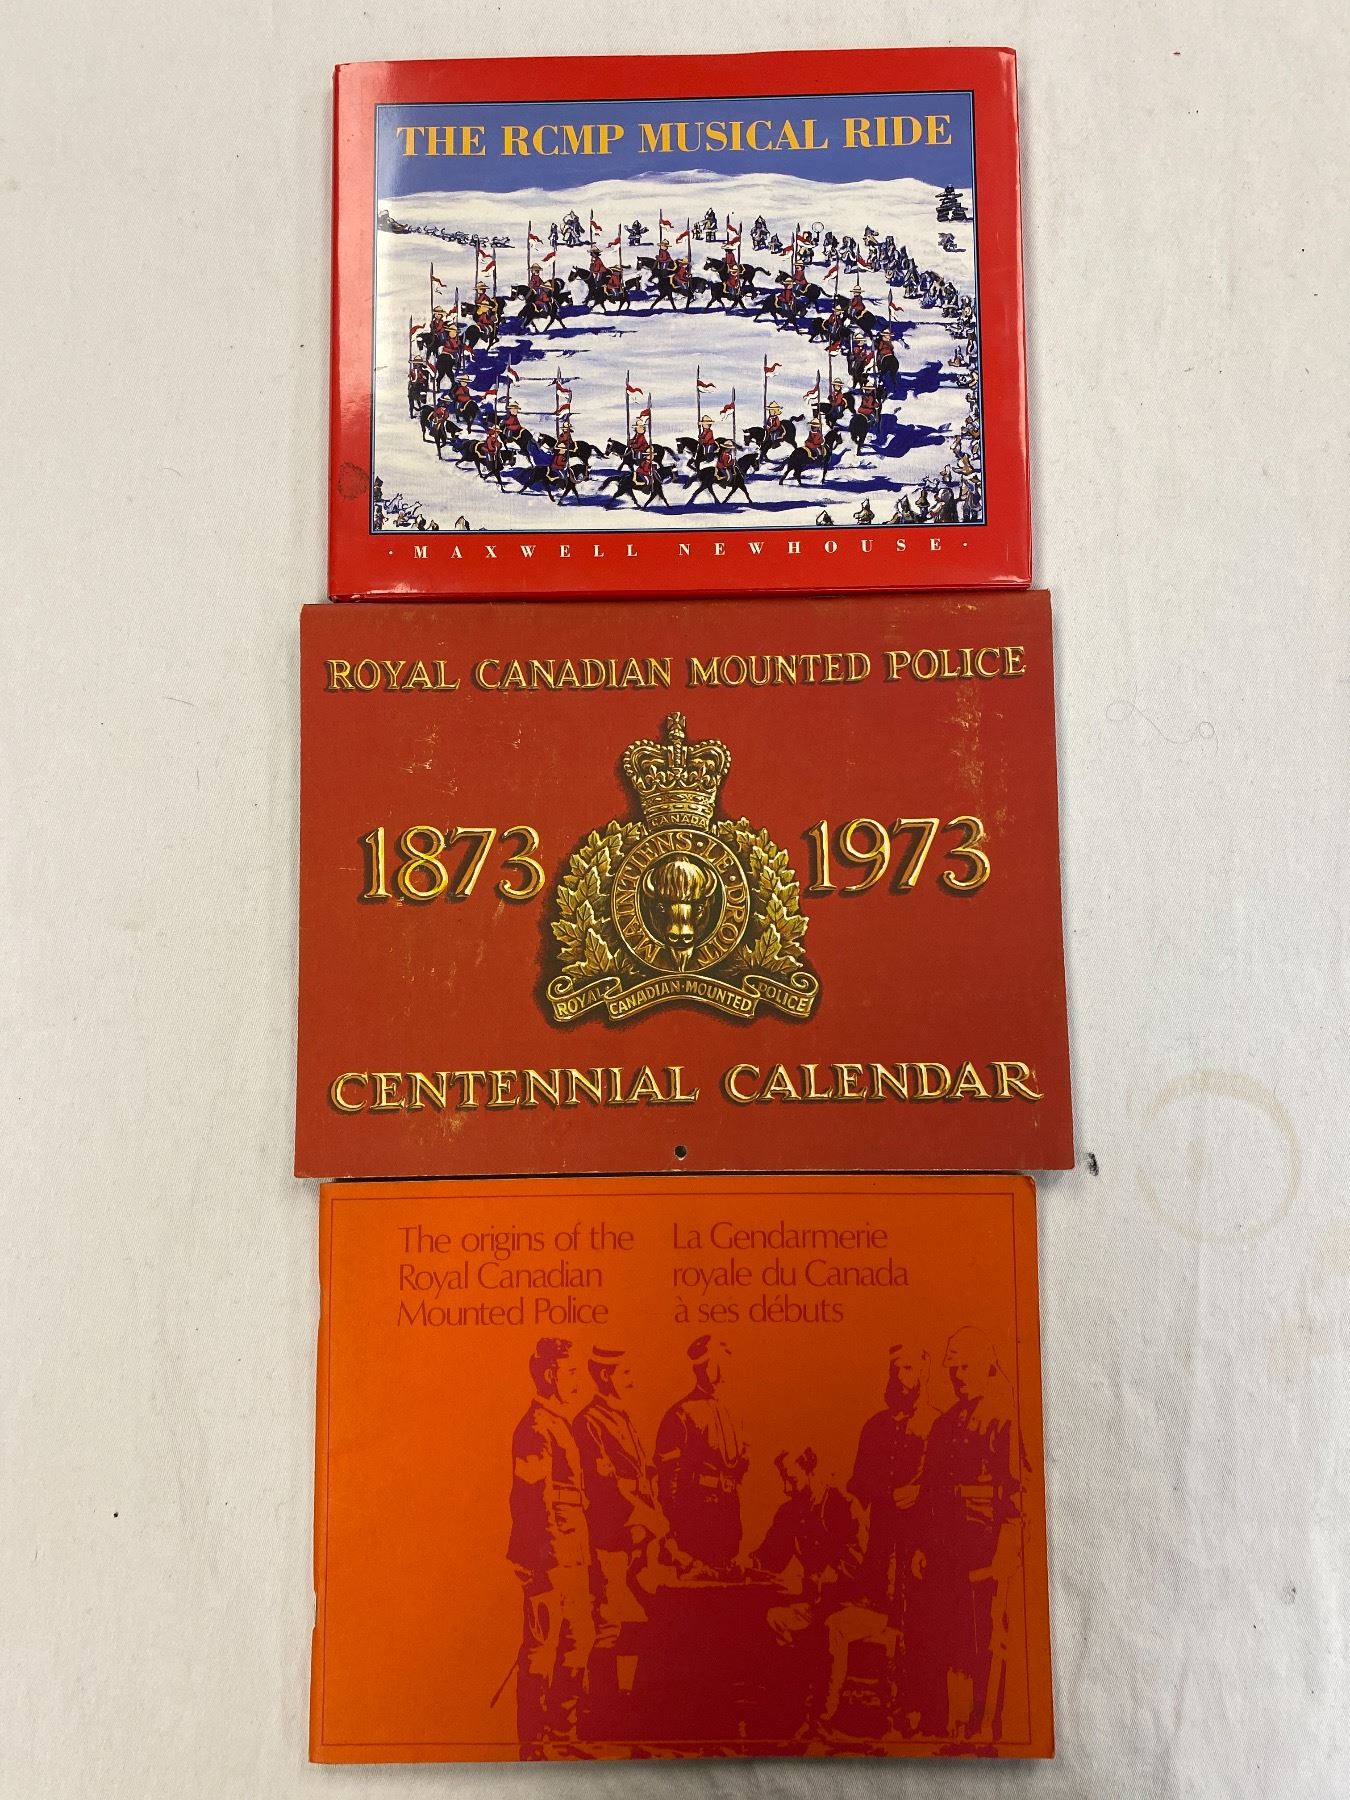 THE RCMP MUSICAL RIDE
· MAXWELL NEWHOUSE ·
ROYAL CANADIAN MOUNTED POLICE
1873 1973
CANADA
MAINTIENS·LE·DROIT
ROYAL CANADIAN·MOUNTED POLICE
CENTENNIAL CALENDAR
The origins of the
Royal Canadian
Mounted Police
La Gendarmerie
royale du Canada
à ses débuts